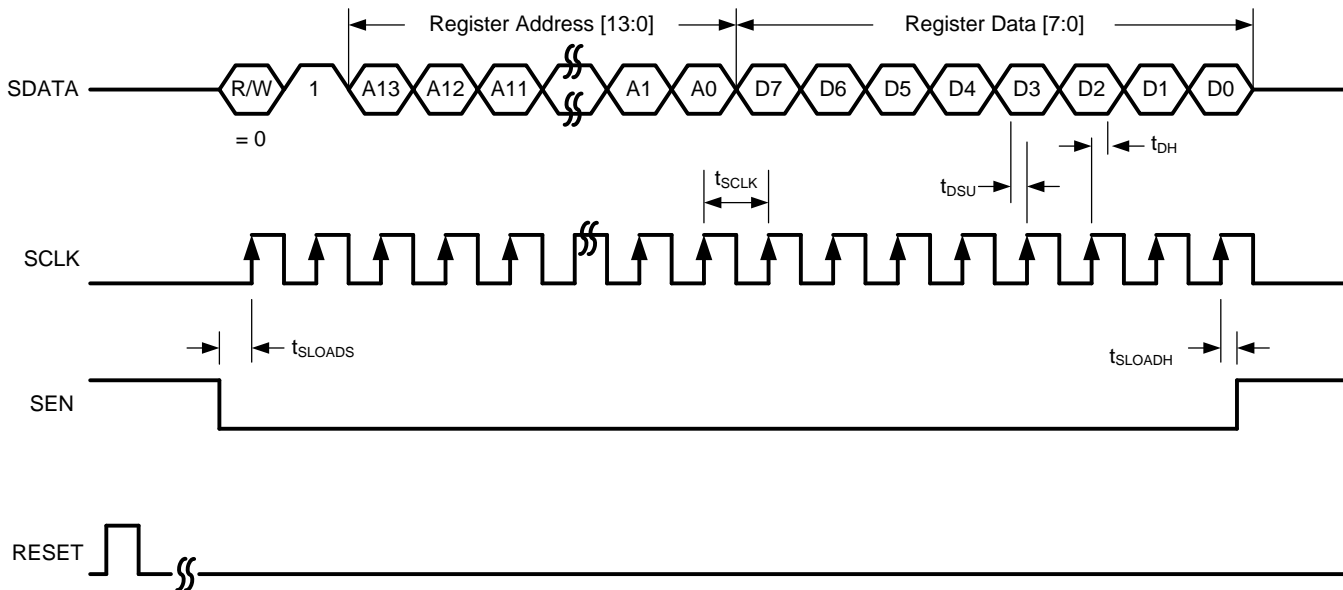 Register Address [13:0] Register Data [7:0]
SDATA R/W 1 A13 A12 A11 A1 A0 D7 D6 D5 D4 D3 D2 D1 D0
= 0
tDH
tSCLK
tDSU
SCLK
tSLOADS
tSLOADH
SEN
RESET